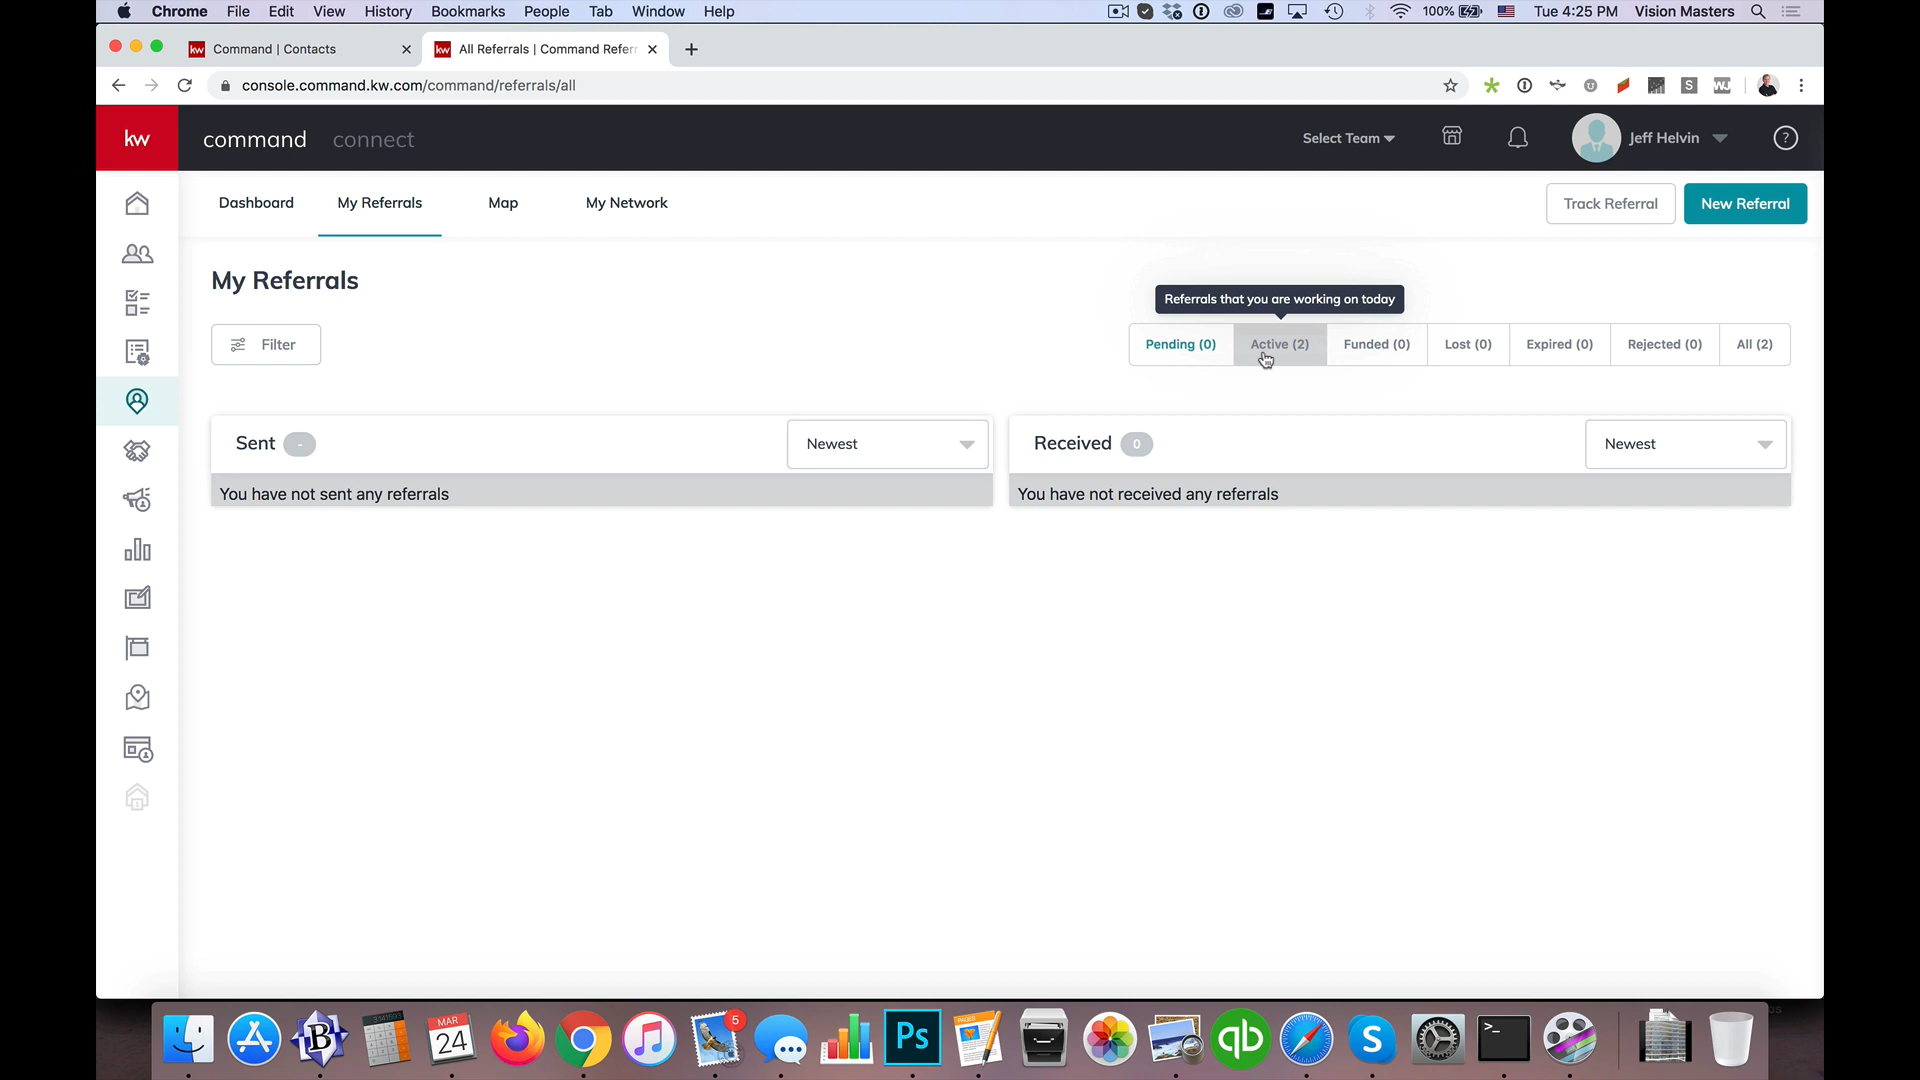 Chrome File Edit View History Bookmarks People Tab Window Help
100% Tue 4:25 PM Vision Masters
kw Command | Contacts
kw All Referrals | Command Referr
console.command.kw.com/command/referrals/all
kw command connect
Select Team Jeff Helvin ?
Dashboard My Referrals Map My Network
Track Referral New Referral
My Referrals
Referrals that you are working on today
Filter
Pending (0) Active (2) Funded (0) Lost (0) Expired (0) Rejected (0) All (2)
Sent - Newest
Received 0 Newest
You have not sent any referrals
You have not received any referrals
B
MAR
24
5
Ps
PAGES
qb
S
>_